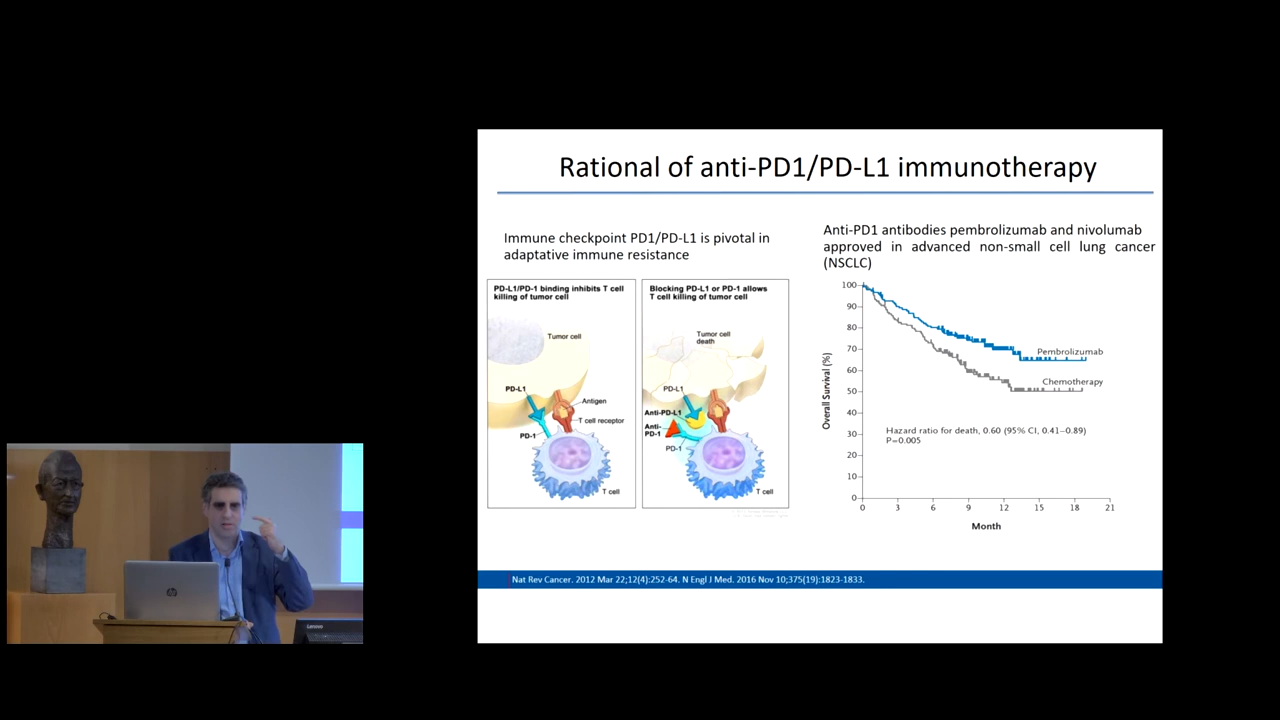 Rational of anti-PD1/PD-L1 immunotherapy
Immune checkpoint PD1/PD-L1 is pivotal in
adaptative immune resistance
Anti-PD1 antibodies pembrolizumab and nivolumab
approved in advanced non-small cell lung cancer
(NSCLC)
PD-L1/PD-1 binding inhibits T cell
killing of tumor cell
Tumor cell
PD-L1
Antigen
T cell receptor
PD-1
T cell
Blocking PD-L1 or PD-1 allows
T cell killing of tumor cell
Tumor cell
death
PD-L1
Anti-PD-L1
Anti-
PD-1
PD-1
T cell
Overall Survival (%)
100
90
80
70
60
50
40
30
20
10
0
Pembrolizumab
Chemotherapy
Hazard ratio for death, 0.60 (95% CI, 0.41–0.89)
P=0.005
0 3 6 9 12 15 18 21
Month
Nat Rev Cancer. 2012 Mar 22;12(4):252-64. N Engl J Med. 2016 Nov 10;375(19):1823-1833.
hp
Lenovo